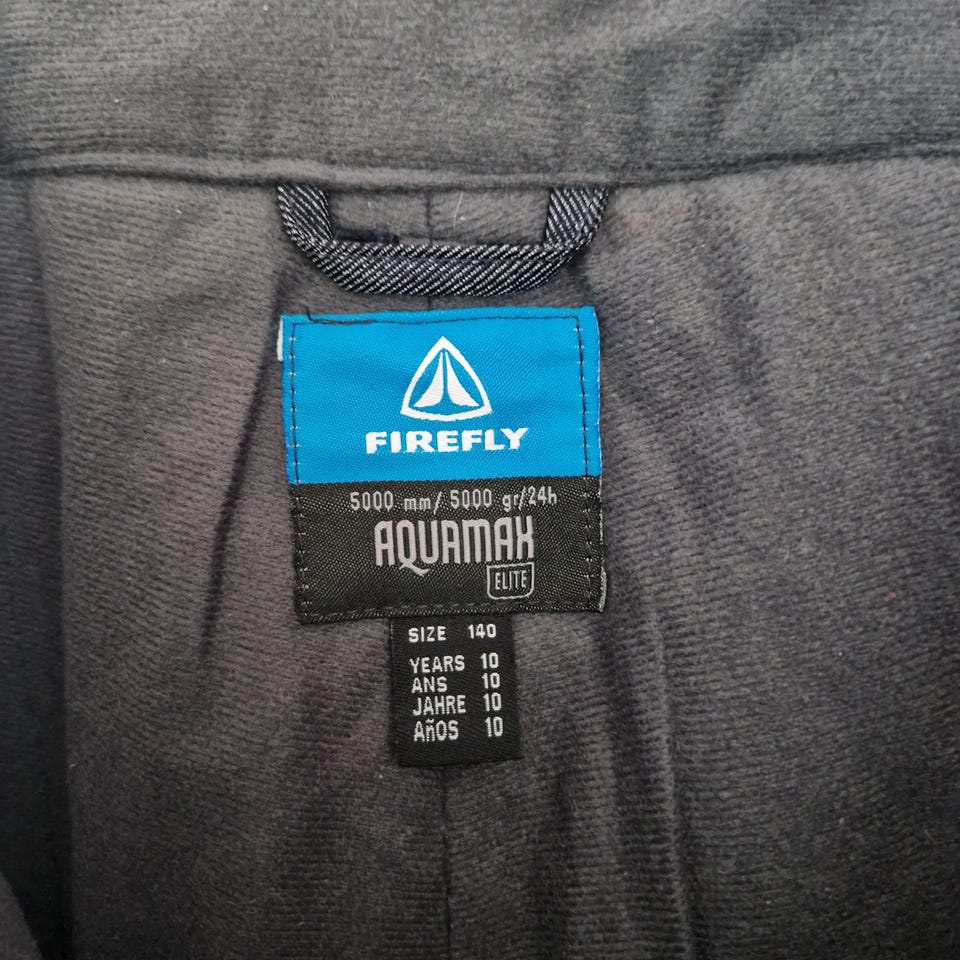 FIREFLY
5000 mm/ 5000 gr/24h
AQUAMAX
ELITE
SIZE 140
YEARS 10
ANS 10
JAHRE 10
AñOS 10